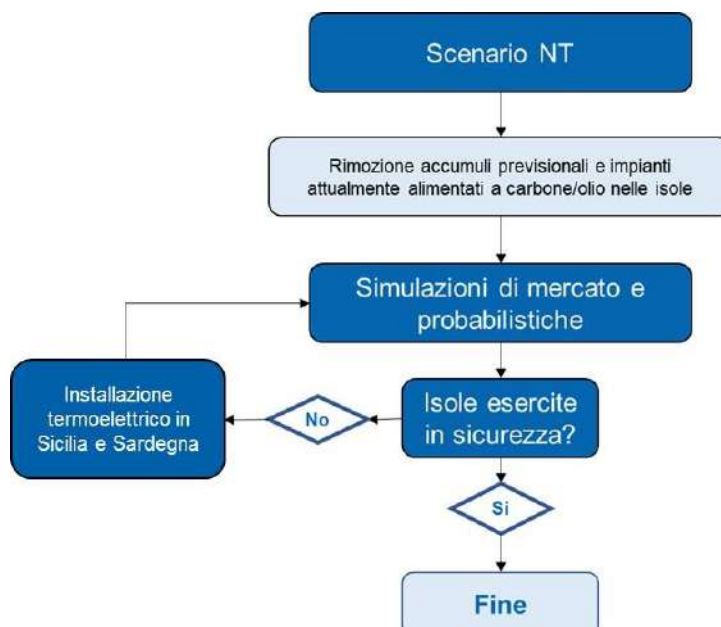 Scenario NT
Rimozione accumuli previsionali e impianti
attualmente alimentati a carbone/olio nelle isole
Simulazioni di mercato e
probabilistiche
Installazione
termoelettrico in
Sicilia e Sardegna
No
Isole esercite
in sicurezza?
Si
Fine